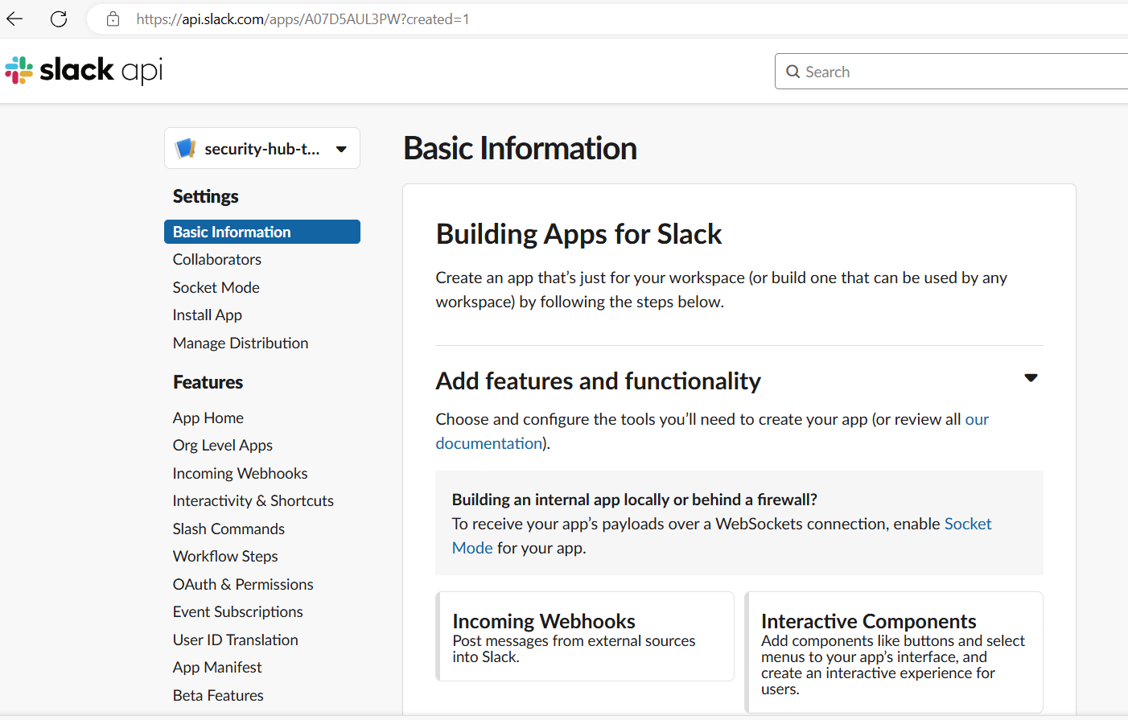 https://api.slack.com/apps/A07D5AUL3PW?created=1
slack api
Search
security-hub-t...
Settings
Basic Information
Collaborators
Socket Mode
Install App
Manage Distribution
Features
App Home
Org Level Apps
Incoming Webhooks
Interactivity & Shortcuts
Slash Commands
Workflow Steps
OAuth & Permissions
Event Subscriptions
User ID Translation
App Manifest
Beta Features
Basic Information
Building Apps for Slack
Create an app that’s just for your workspace (or build one that can be used by any
workspace) by following the steps below.
Add features and functionality
Choose and configure the tools you’ll need to create your app (or review all our
documentation).
Building an internal app locally or behind a firewall?
To receive your app’s payloads over a WebSockets connection, enable Socket
Mode for your app.
Incoming Webhooks
Post messages from external sources
into Slack.
Interactive Components
Add components like buttons and select
menus to your app’s interface, and
create an interactive experience for
users.